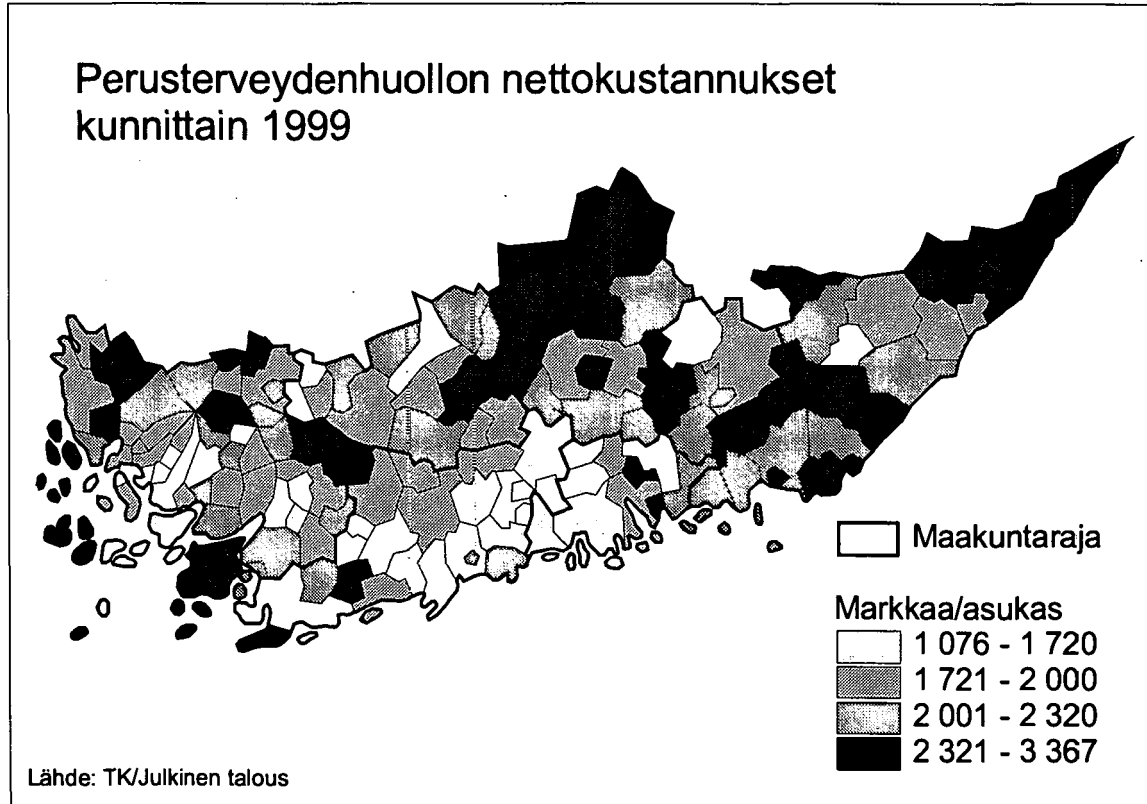 Perusterveydenhuollon nettokustannukset
kunnittain 1999
Maakuntaraja
Markkaa/asukas
1 076 - 1 720
1 721 - 2 000
2 001 - 2 320
2 321 - 3 367
Lähde: TK/Julkinen talous